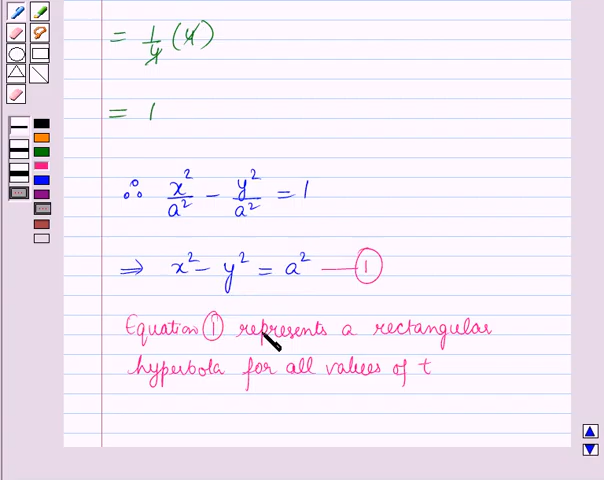 = 1/4 (4)
= 1
∴ x²/a² − y²/a² = 1
⇒ x² − y² = a² — ①
Equation ① represents a rectangular
hyperbola for all values of t